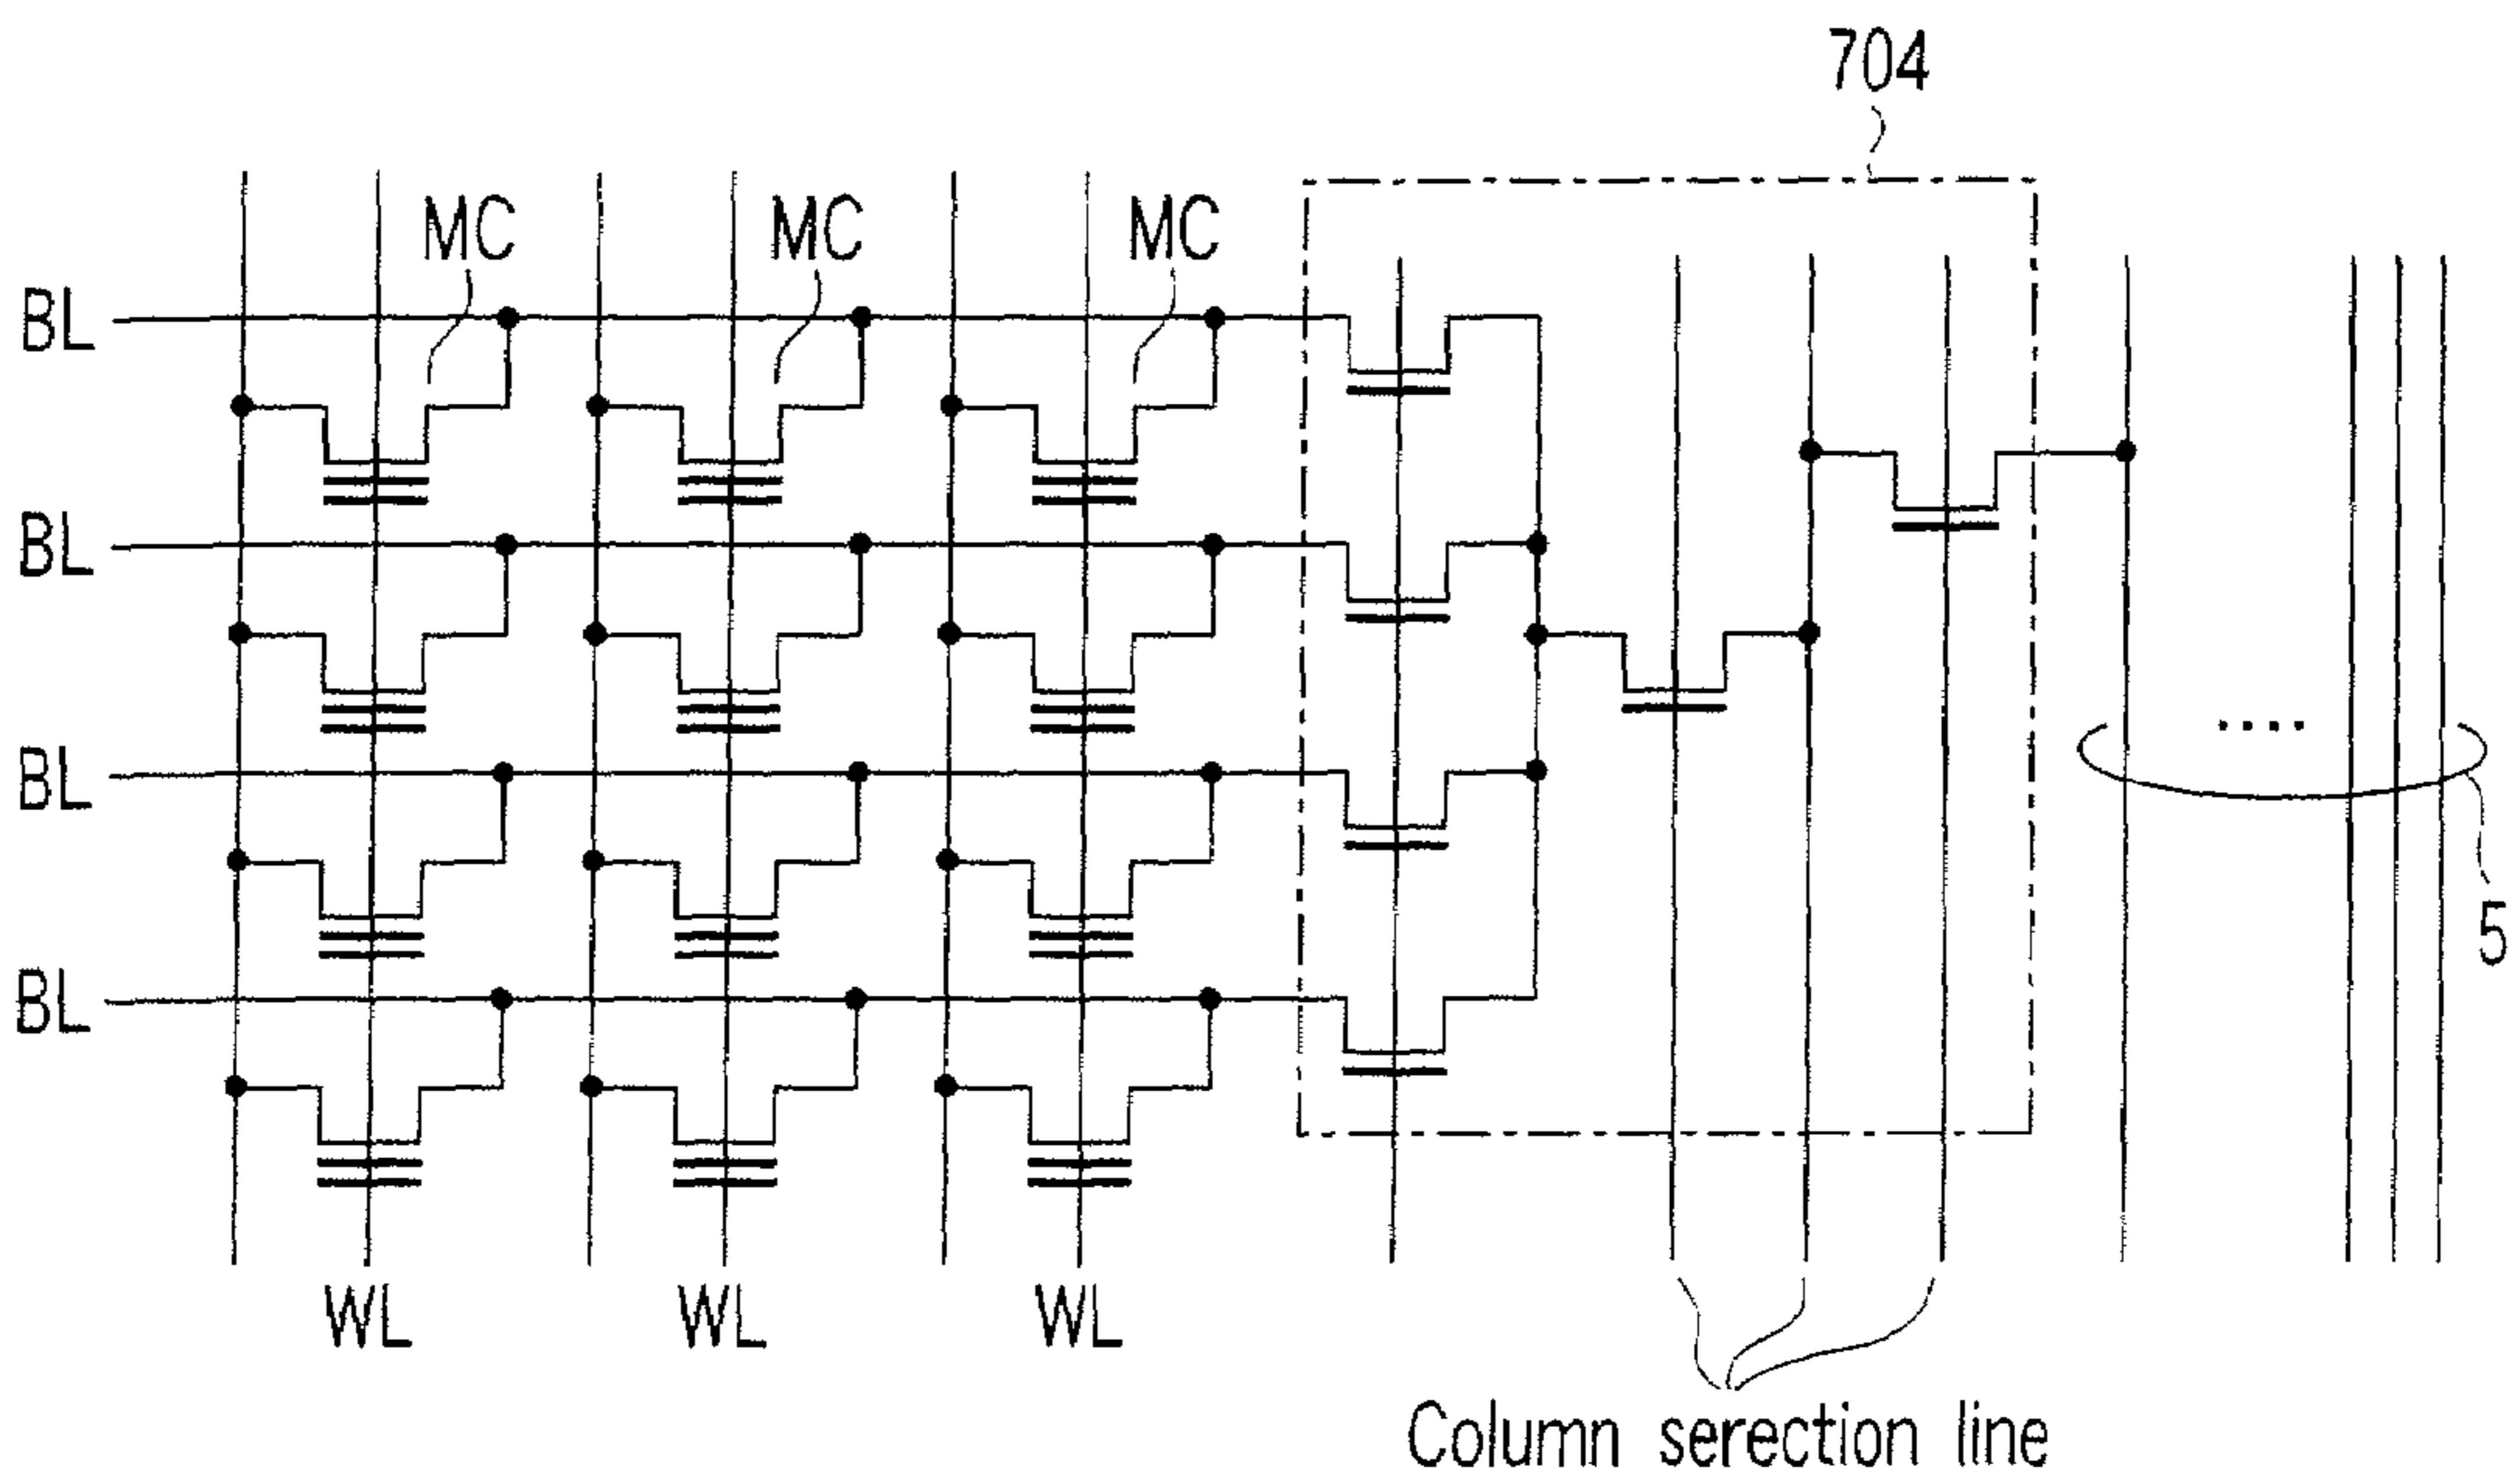 704
MC MC MC
BL
BL
BL
5
BL
WL WL WL
Column serection line